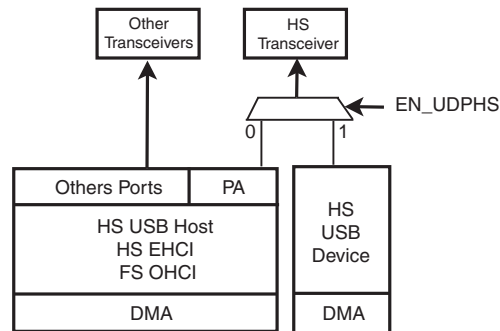 Other
Transceivers
HS
Transceiver
EN_UDPHS
0
1
Others Ports
PA
HS USB Host
HS EHCI
FS OHCI
DMA
HS
USB
Device
DMA